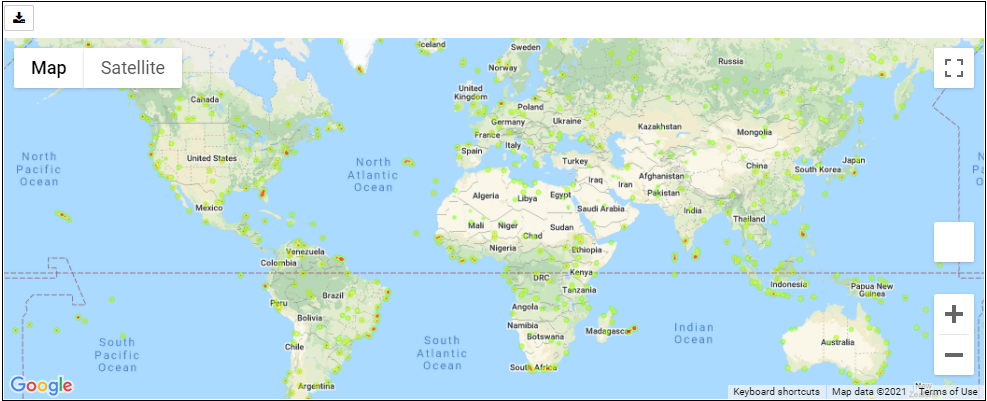 Map
Satellite
Iceland
Sweden
Norway
Russia
United
Kingdom
Canada
Poland
Germany
Ukraine
Kazakhstan
Mongolia
France
Italy
Spain
United States
North
Pacific
Ocean
North
Atlantic
Ocean
Turkey
China
Japan
South Korea
Iraq
Iran
Afghanistan
Pakistan
Algeria
Libya
Egypt
Saudi Arabia
Mexico
India
Thailand
Mali
Niger
Chad
Sudan
Nigeria
Ethiopia
Venezuela
Colombia
DRC
Kenya
Indonesia
Papua New
Guinea
Tanzania
Peru
Brazil
Angola
Bolivia
Namibia
Botswana
Madagascar
Indian
Ocean
Australia
South
Pacific
Ocean
Chile
South
Atlantic
Ocean
South Africa
Argentina
New
Google
Keyboard shortcuts
Map data ©2021
Terms of Use